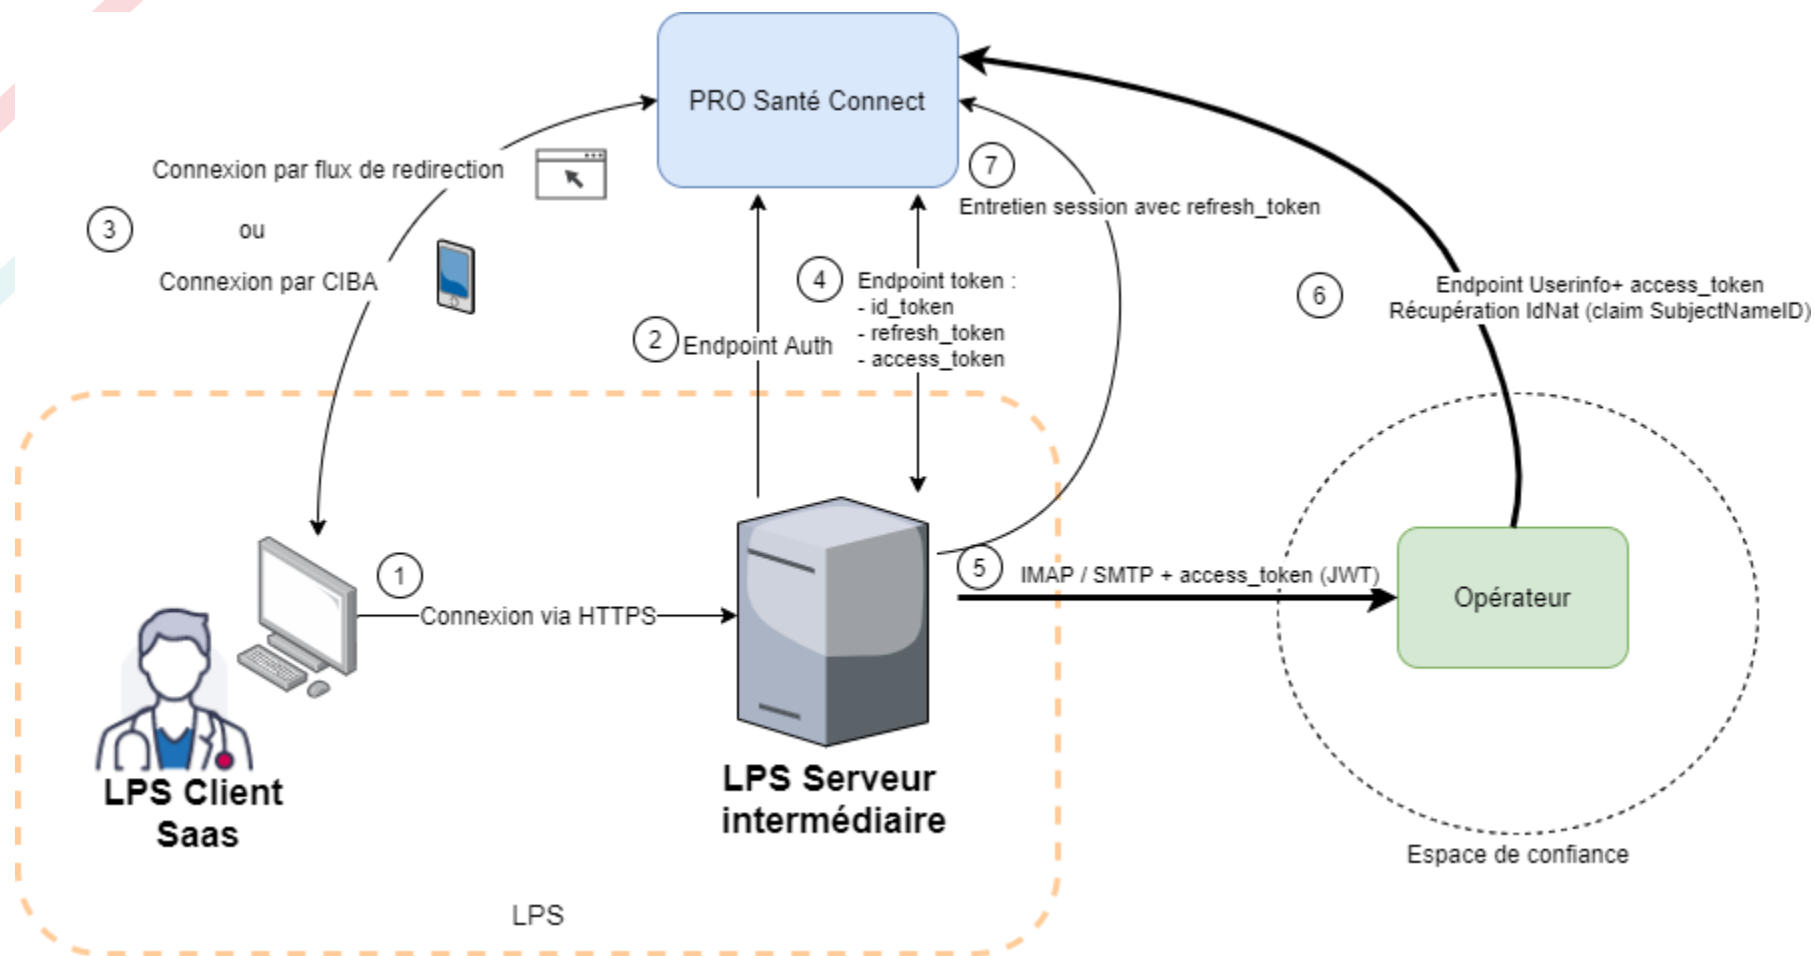 PRO Santé Connect
Connexion par flux de redirection
ou
Connexion par CIBA
3
7
Entretien session avec refresh_token
4
Endpoint token :
- id_token
- refresh_token
- access_token
2
Endpoint Auth
6
Endpoint Userinfo+ access_token
Récupération IdNat (claim SubjectNameID)
1
Connexion via HTTPS
5
IMAP / SMTP + access_token (JWT)
Opérateur
LPS Client
Saas
LPS Serveur
intermédiaire
Espace de confiance
LPS